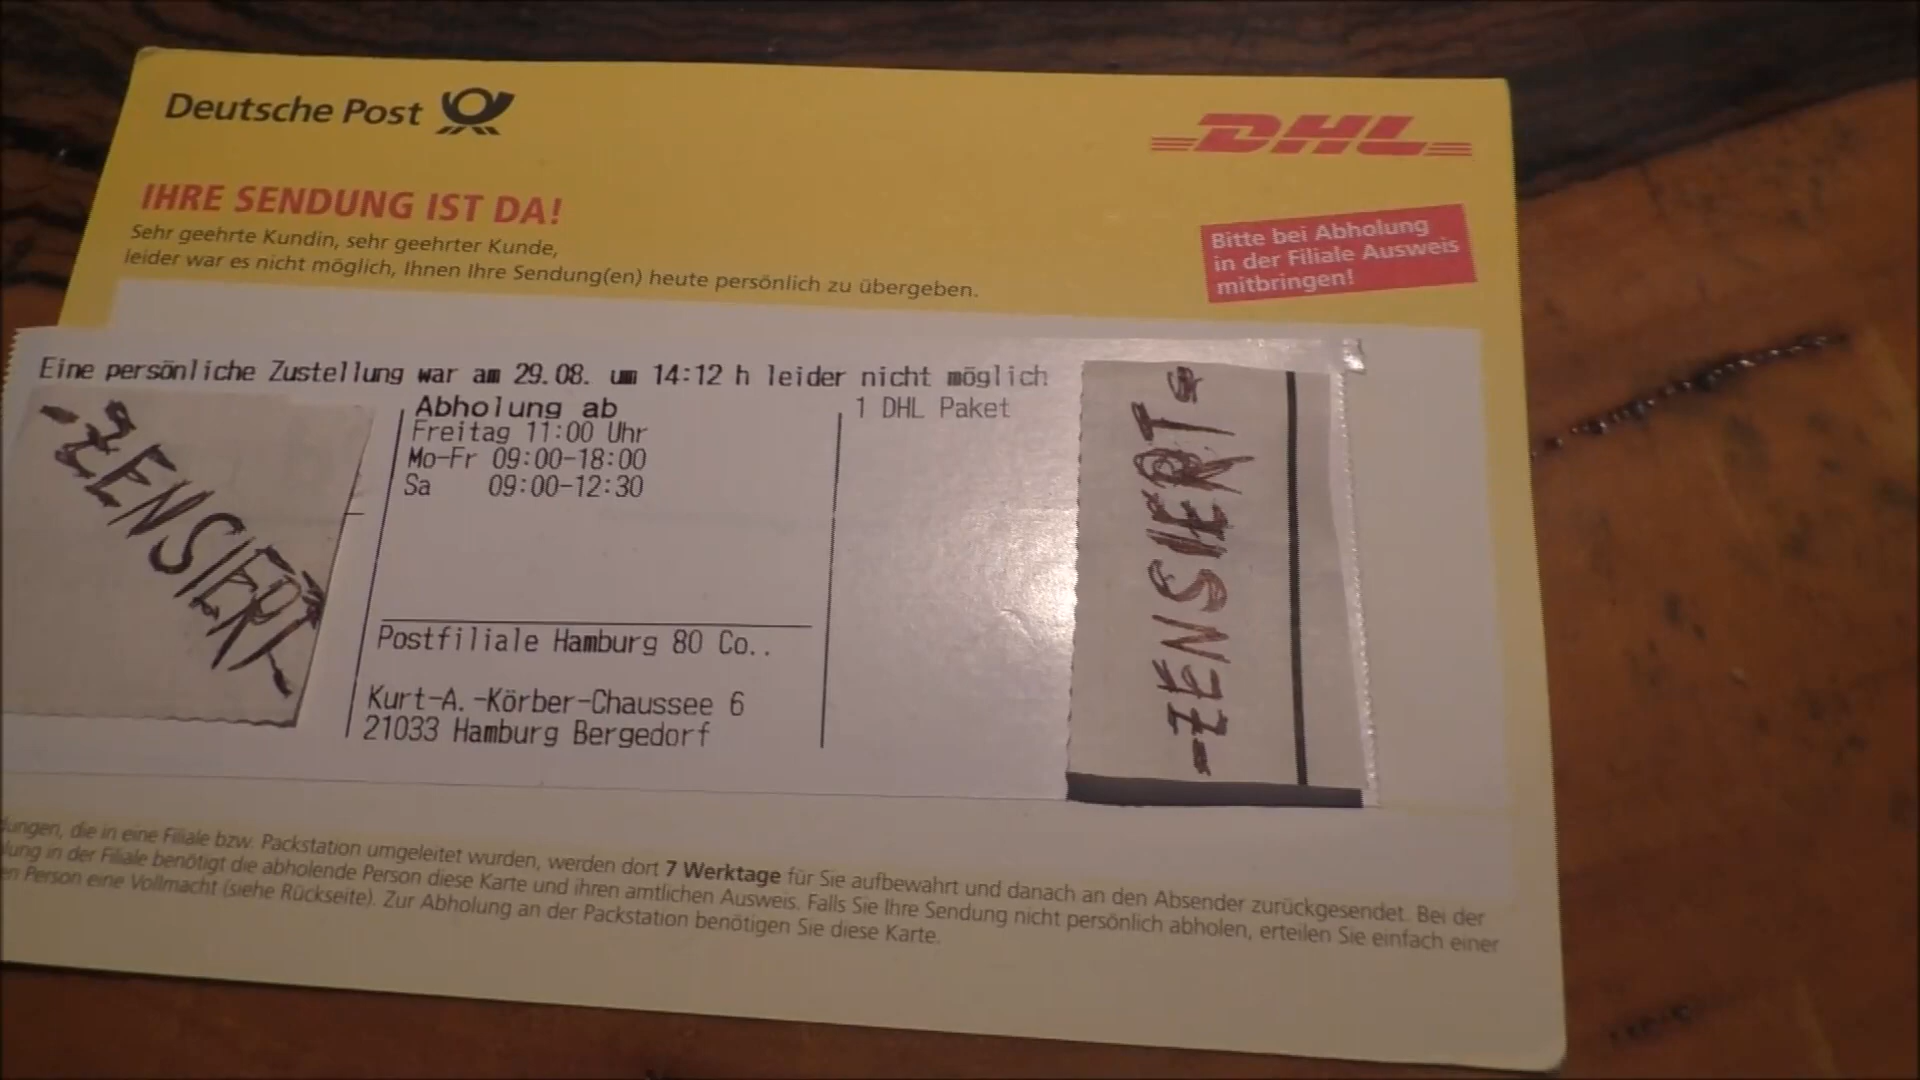 Deutsche Post
DHL
IHRE SENDUNG IST DA!
Sehr geehrte Kundin, sehr geehrter Kunde,
leider war es nicht möglich, Ihnen Ihre Sendung(en) heute persönlich zu übergeben.
Bitte bei Abholung
in der Filiale Ausweis
mitbringen!
Eine persönliche Zustellung war am 29.08. um 14:12 h leider nicht möglich
-ZENSIERT-
Abholung ab
Freitag 11:00 Uhr
Mo-Fr 09:00-18:00
Sa 09:00-12:30
Postfiliale Hamburg 80 Co..
Kurt-A.-Körber-Chaussee 6
21033 Hamburg Bergedorf
1 DHL Paket
-ZENSIERT-
die in eine Filiale bzw. Packstation umgeleitet wurden, werden dort 7 Werktage für Sie aufbewahrt und danach an den Absender zurückgesendet. Bei der
in der Filiale benötigt die abholende Person diese Karte und ihren amtlichen Ausweis. Falls Sie Ihre Sendung nicht persönlich abholen, erteilen Sie einfach einer
Person eine Vollmacht (siehe Rückseite). Zur Abholung an der Packstation benötigen Sie diese Karte.